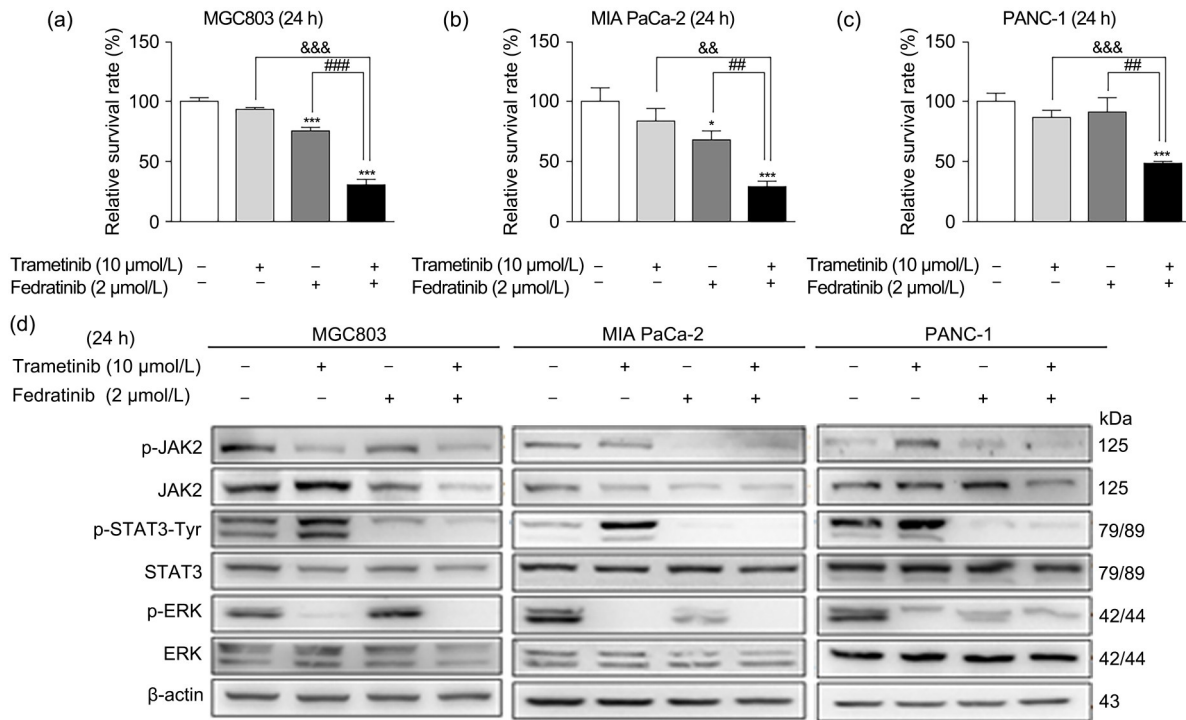 (a) MGC803 (24 h)
Relative survival rate (%)
150
100
50
0
&&&
###
***
***
Trametinib (10 µmol/L) – + – +
Fedratinib (2 µmol/L) – – + +
(b) MIA PaCa-2 (24 h)
Relative survival rate (%)
150
100
50
0
&&
##
*
***
Trametinib (10 µmol/L) – + – +
Fedratinib (2 µmol/L) – – + +
(c) PANC-1 (24 h)
Relative survival rate (%)
150
100
50
0
&&&
##
***
Trametinib (10 µmol/L) – + – +
Fedratinib (2 µmol/L) – – + +
(d)
(24 h) MGC803 MIA PaCa-2 PANC-1
Trametinib (10 µmol/L) – + – + – + – + – + – +
Fedratinib (2 µmol/L) – – + + – – + + – – + +
kDa
p-JAK2 125
JAK2 125
p-STAT3-Tyr 79/89
STAT3 79/89
p-ERK 42/44
ERK 42/44
β-actin 43